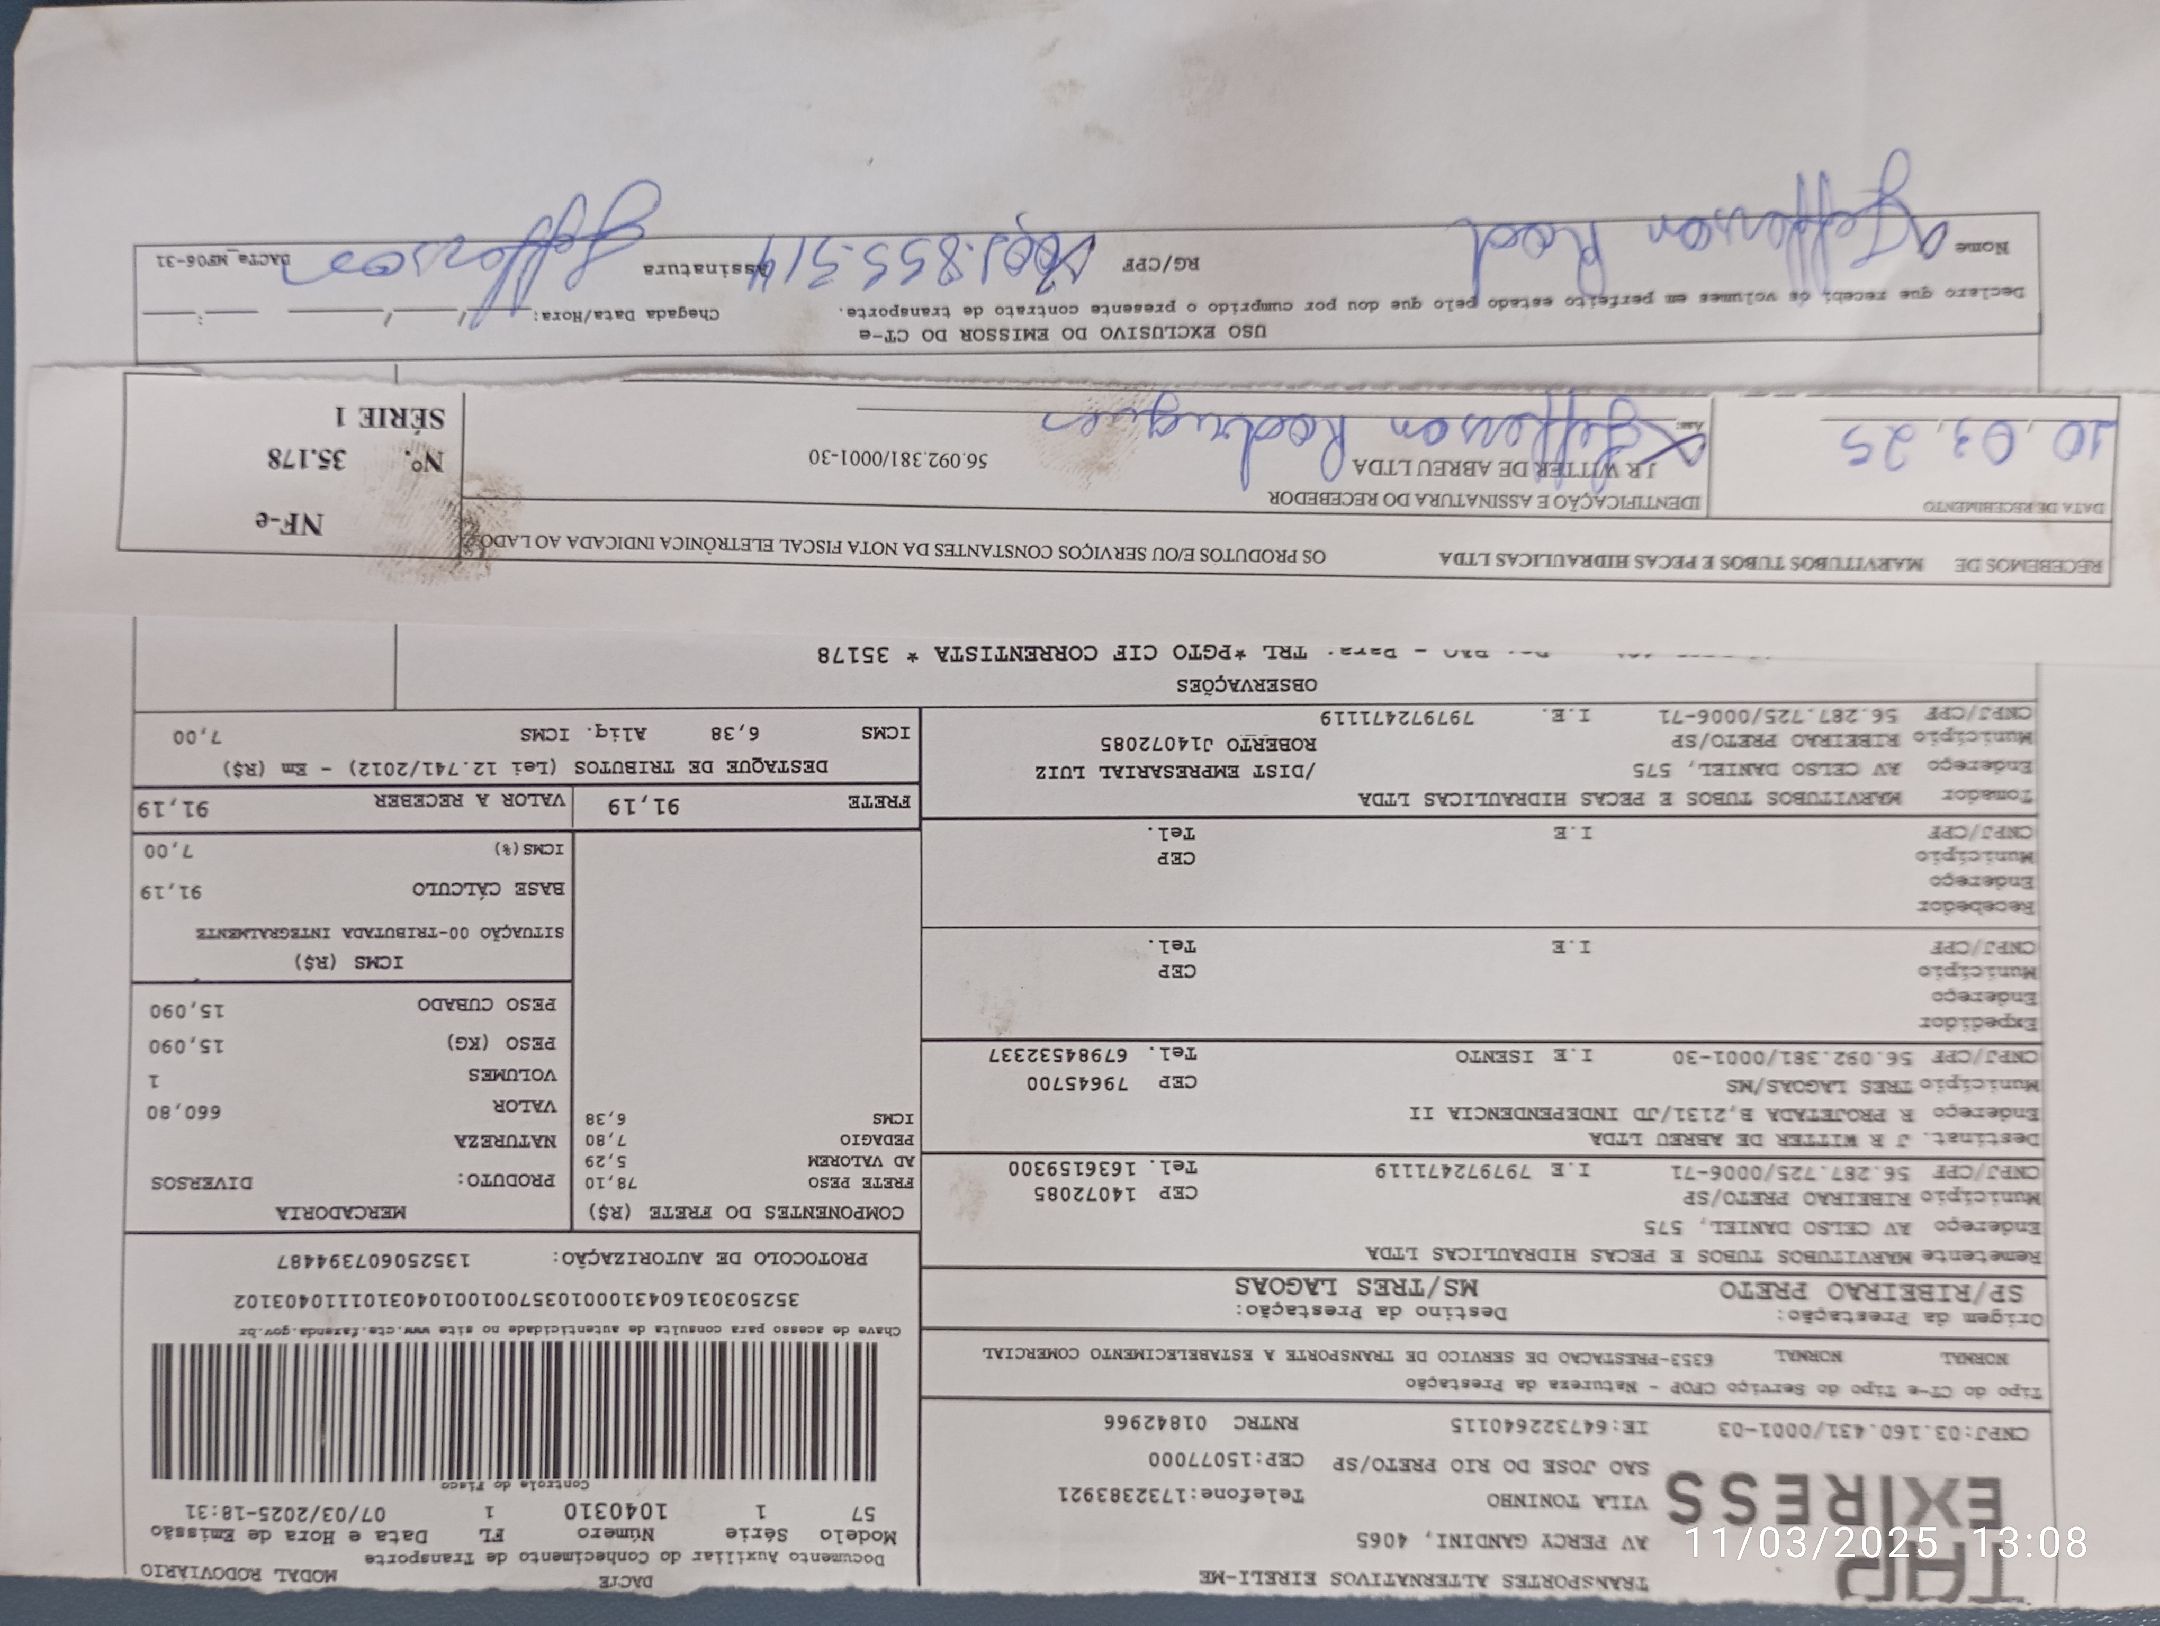 TRANSPORTES ALTERNATIVOS EIRELI-ME
TAP
EXPRESS
AV PERCY GANDINI, 4065
VILA TONINHO Telefone:1732383921
SAO JOSE DO RIO PRETO/SP CEP:15077000
CNPJ:03.160.431/0001-03 IE:647322640115 RNTRC 01842966
DACTE MODAL RODOVIÁRIO
Documento Auxiliar do Conhecimento de Transporte
Modelo Série Número FL Data e Hora de Emissão
57 1 1040310 1 07/03/2025-18:31
Controle do Fisco
Tipo do CT-e Tipo do Serviço CFOP - Natureza da Prestação
NORMAL NORMAL 6353-PRESTACAO DE SERVICO DE TRANSPORTE A ESTABELECIMENTO COMERCIAL
Chave de acesso para consulta de autenticidade no site www.cte.fazenda.gov.br
352503031604310001035700100104031011110403102
Origem da Prestação: Destino da Prestação:
SP/RIBEIRAO PRETO MS/TRES LAGOAS
PROTOCOLO DE AUTORIZAÇÃO: 135250607394487
Remetente MARVITUBOS TUBOS E PECAS HIDRAULICAS LTDA
Endereço AV CELSO DANIEL, 575
Município RIBEIRAO PRETO/SP CEP 14072085
CNPJ/CPF 56.287.725/0006-71 I.E 797972471119 Tel. 1636159300
Destinat. J R WITTER DE ABREU LTDA
Endereço R PROJETADA B,2131/JD INDEPENDENCIA II
Município TRES LAGOAS/MS CEP 79645700
CNPJ/CPF 56.092.381/0001-30 I.E ISENTO Tel. 67984532337
Expedidor
Endereço
Município CEP
CNPJ/CPF I.E Tel.
Recebedor
Endereço
Município CEP
CNPJ/CPF I.E Tel.
Tomador MARVITUBOS TUBOS E PECAS HIDRAULICAS LTDA
Endereço AV CELSO DANIEL, 575 /DIST EMPRESARIAL LUIZ
Município RIBEIRAO PRETO/SP ROBERTO J14072085
CNPJ/CPF 56.287.725/0006-71 I.E. 797972471119
COMPONENTES DO FRETE (R$)
FRETE PESO 78,10
AD VALOREM 5,29
PEDAGIO 7,80
ICMS 6,38
MERCADORIA
PRODUTO: DIVERSOS
NATUREZA
VALOR 660,80
VOLUMES 1
PESO (KG) 15,090
PESO CUBADO 15,090
ICMS (R$)
SITUAÇÃO 00-TRIBUTADA INTEGRALMENTE
BASE CÁLCULO 91,19
ICMS(%) 7,00
FRETE 91,19 VALOR A RECEBER 91,19
DESTAQUE DE TRIBUTOS (Lei 12.741/2012) - Em (R$)
ICMS 6,38 Aliq. ICMS 7,00
OBSERVAÇÕES
Para: TRL *PGTO CIF CORRENTISTA * 35178
RECEBEMOS DE MARVITUBOS TUBOS E PECAS HIDRAULICAS LTDA OS PRODUTOS E/OU SERVIÇOS CONSTANTES DA NOTA FISCAL ELETRÔNICA INDICADA AO LADO
DATA DE RECEBIMENTO IDENTIFICAÇÃO E ASSINATURA DO RECEBEDOR
J R WITTER DE ABREU LTDA 56.092.381/0001-30
10,03,25 Ass: Jefferson Rodrigues
NF-e
Nº. 35.178
SÉRIE 1
USO EXCLUSIVO DO EMISSOR DO CT-e
Declaro que recebi os volumes em perfeito estado pelo que dou por cumprido o presente contrato de transporte. Chegada Data/Hora: / / :
Nome Jefferson Rod RG/CPF Assinatura Jefferson DACTe_MP06-31
11/03/2025 13:08